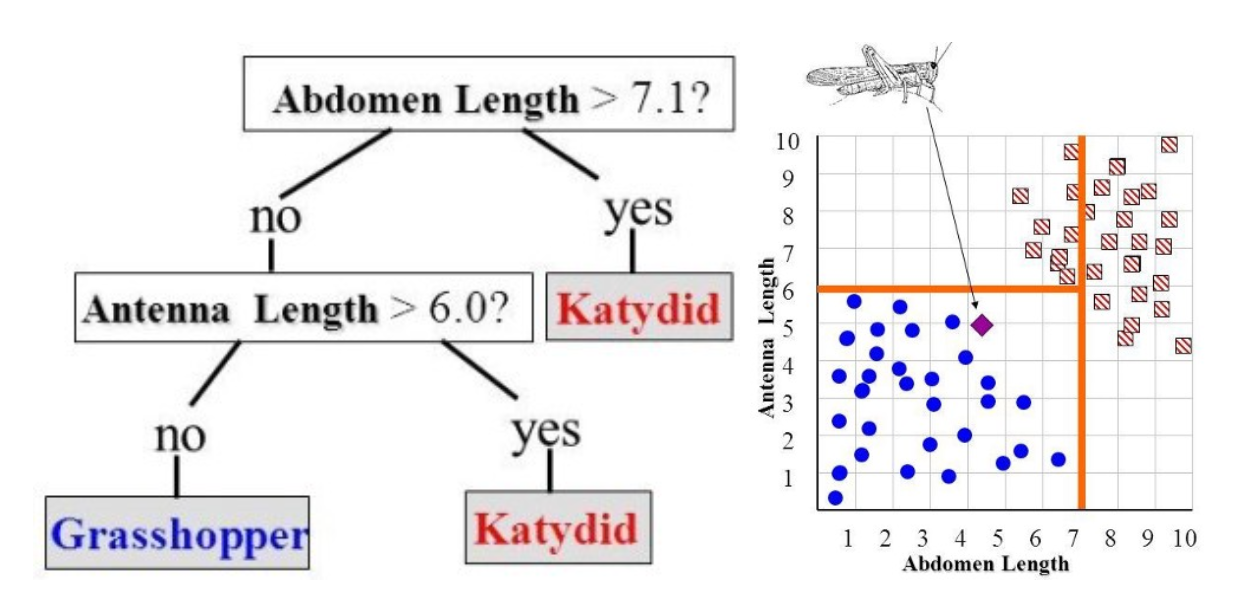 Abdomen Length > 7.1?
no
yes
Antenna Length > 6.0?
Katydid
no
yes
Grasshopper
Katydid
10
9
8
7
6
5
4
3
2
1
Antenna Length
1 2 3 4 5 6 7 8 9 10
Abdomen Length